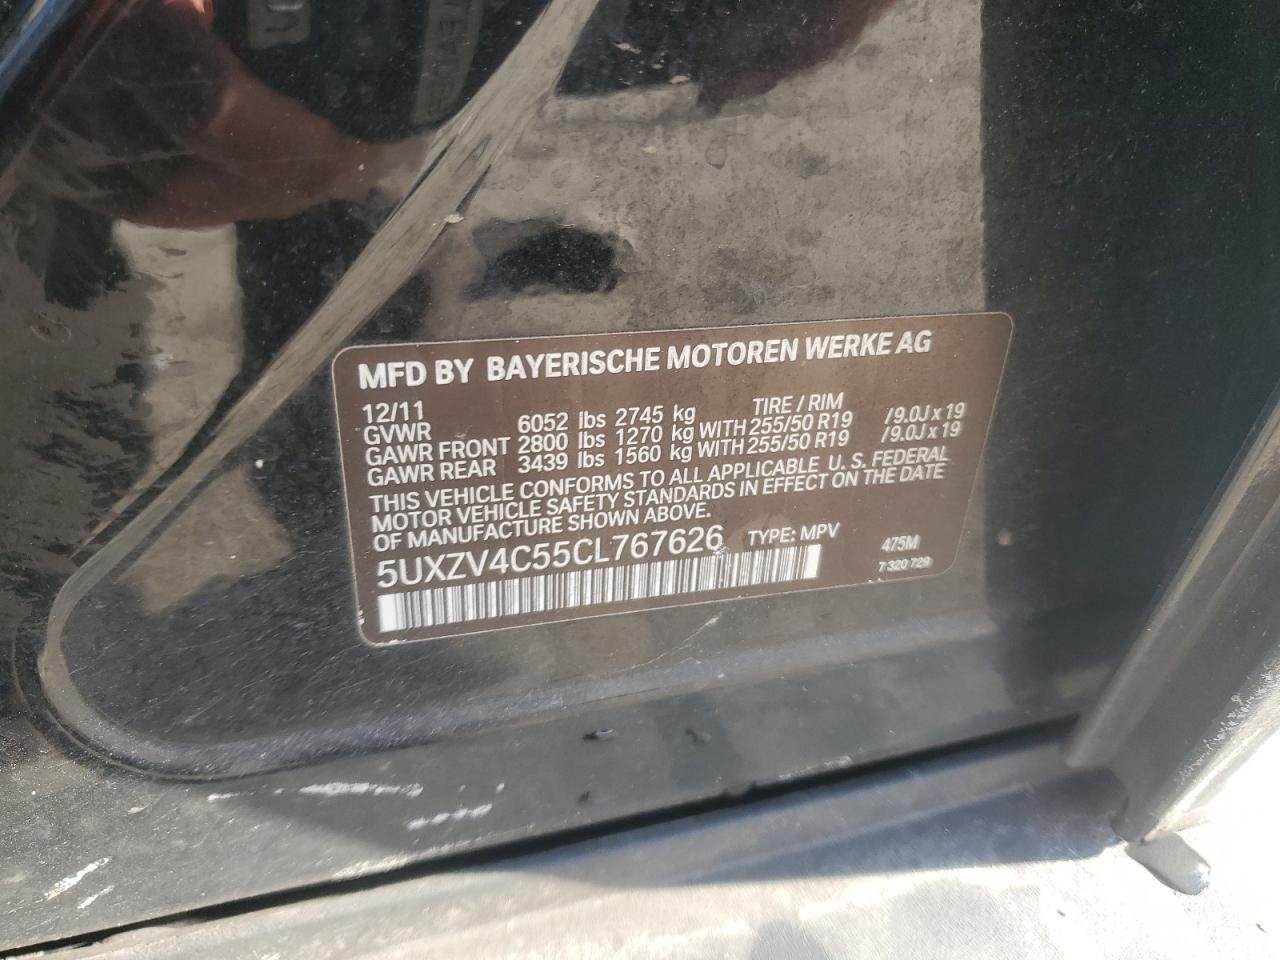 MFD BY BAYERISCHE MOTOREN WERKE AG
12/11 TIRE / RIM
GVWR 6052 lbs 2745 kg
GAWR FRONT 2800 lbs 1270 kg WITH 255/50 R19 /9.0J x 19
GAWR REAR 3439 lbs 1560 kg WITH 255/50 R19 /9.0J x 19
THIS VEHICLE CONFORMS TO ALL APPLICABLE U. S. FEDERAL
MOTOR VEHICLE SAFETY STANDARDS IN EFFECT ON THE DATE
OF MANUFACTURE SHOWN ABOVE.
5UXZV4C55CL767626 TYPE: MPV 475M
7 320 729